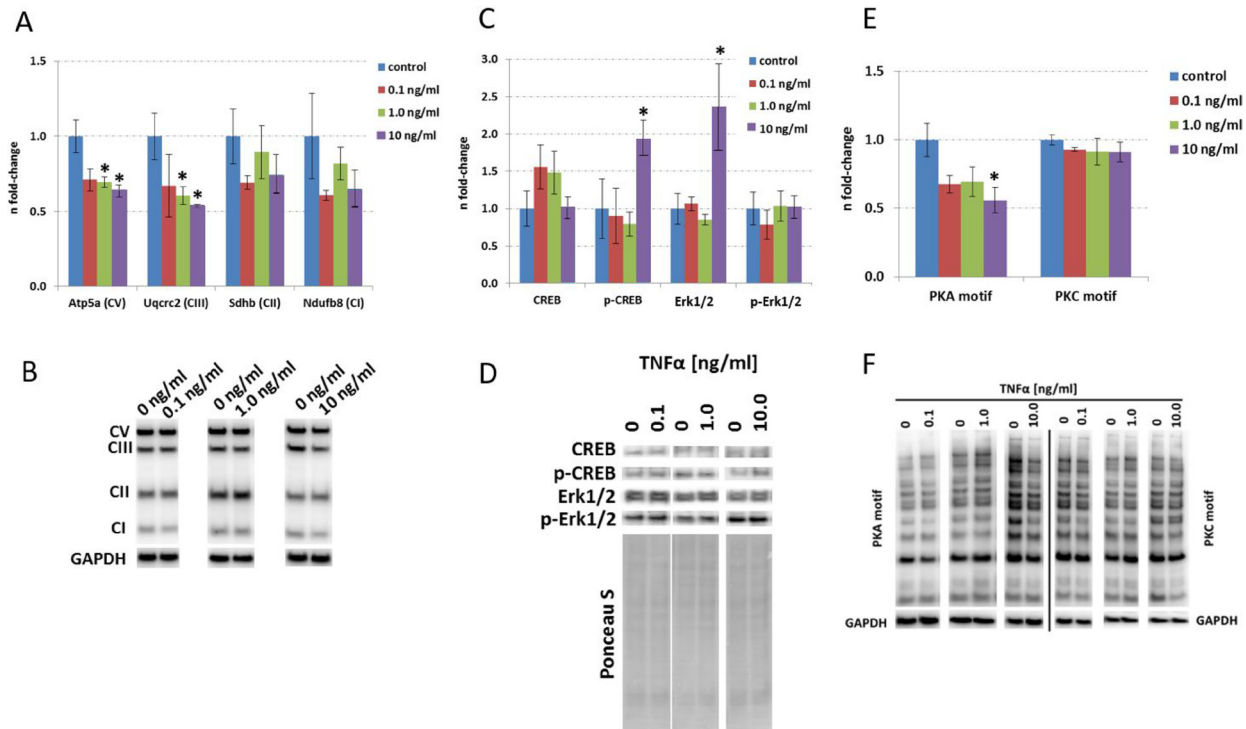 A
1.5
1.0
0.5
0.0
n fold-change
Atp5a (CV) Uqcrc2 (CIII) Sdhb (CII) Ndufb8 (CI)
* * * *
control
0.1 ng/ml
1.0 ng/ml
10 ng/ml
B
0 ng/ml 0.1 ng/ml 0 ng/ml 1.0 ng/ml 0 ng/ml 10 ng/ml
CV
CIII
CII
CI
GAPDH
C
3.0
2.5
2.0
1.5
1.0
0.5
0.0
n fold-change
CREB p-CREB Erk1/2 p-Erk1/2
* *
control
0.1 ng/ml
1.0 ng/ml
10 ng/ml
D
TNFα [ng/ml]
0 0.1 0 1.0 0 10.0
CREB
p-CREB
Erk1/2
p-Erk1/2
Ponceau S
E
1.5
1.0
0.5
0.0
n fold-change
PKA motif PKC motif
*
control
0.1 ng/ml
1.0 ng/ml
10 ng/ml
F
TNFα [ng/ml]
0 0.1 0 1.0 0 10.0 0 0.1 0 1.0 0 10.0
PKA motif
PKC motif
GAPDH GAPDH